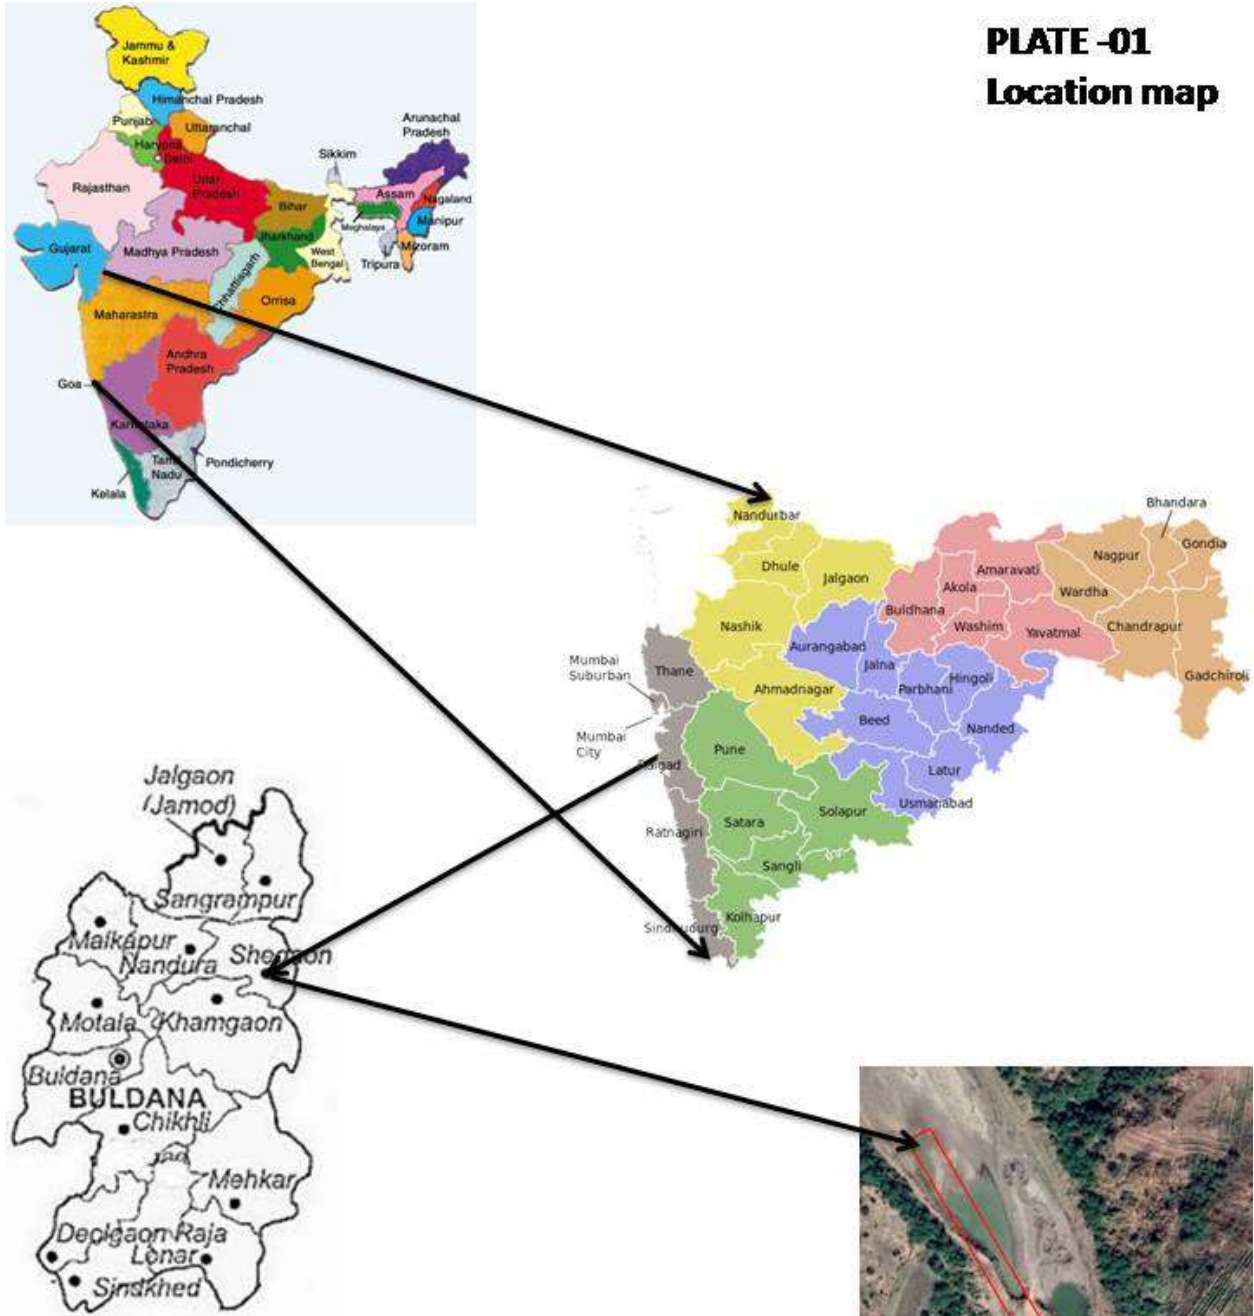 PLATE -01
Location map
Jammu &
Kashmir
Himanchal Pradesh
Punjab
Uttaranchal
Haryona
Delhi
Arunachal
Pradesh
Sikkim
Rajasthan
Uttar
Pradesh
Bihar
Assam
Nagaland
Meghalaya
Manipur
Gujarat
Madhya Pradesh
Jharkhand
West
Bengal
Mizoram
Tripura
Chhattisgarh
Orrisa
Maharastra
Andhra
Pradesh
Goa
Karnataka
Tamil
Nadu
Pondicherry
Kelala
Nandurbar
Bhandara
Gondia
Nagpur
Dhule
Jalgaon
Amaravati
Akola
Wardha
Buldhana
Nashik
Washim
Yavatmal
Chandrapur
Aurangabad
Jalna
Thane
Mumbai
Suburban
Hingoli
Parbhani
Gadchiroli
Ahmadnagar
Beed
Nanded
Mumbai
City
Pune
Raigad
Latur
Usmanabad
Solapur
Satara
Ratnagiri
Sangli
Kolhapur
Sindhudurg
Jalgaon
(Jamod)
Sangrampur
Malkapur
Nandura
Shegaon
Motala
Khamgaon
Buldana
BULDANA
Chikhli
Mehkar
Deolgaon Raja
Lonar
Sindkhed